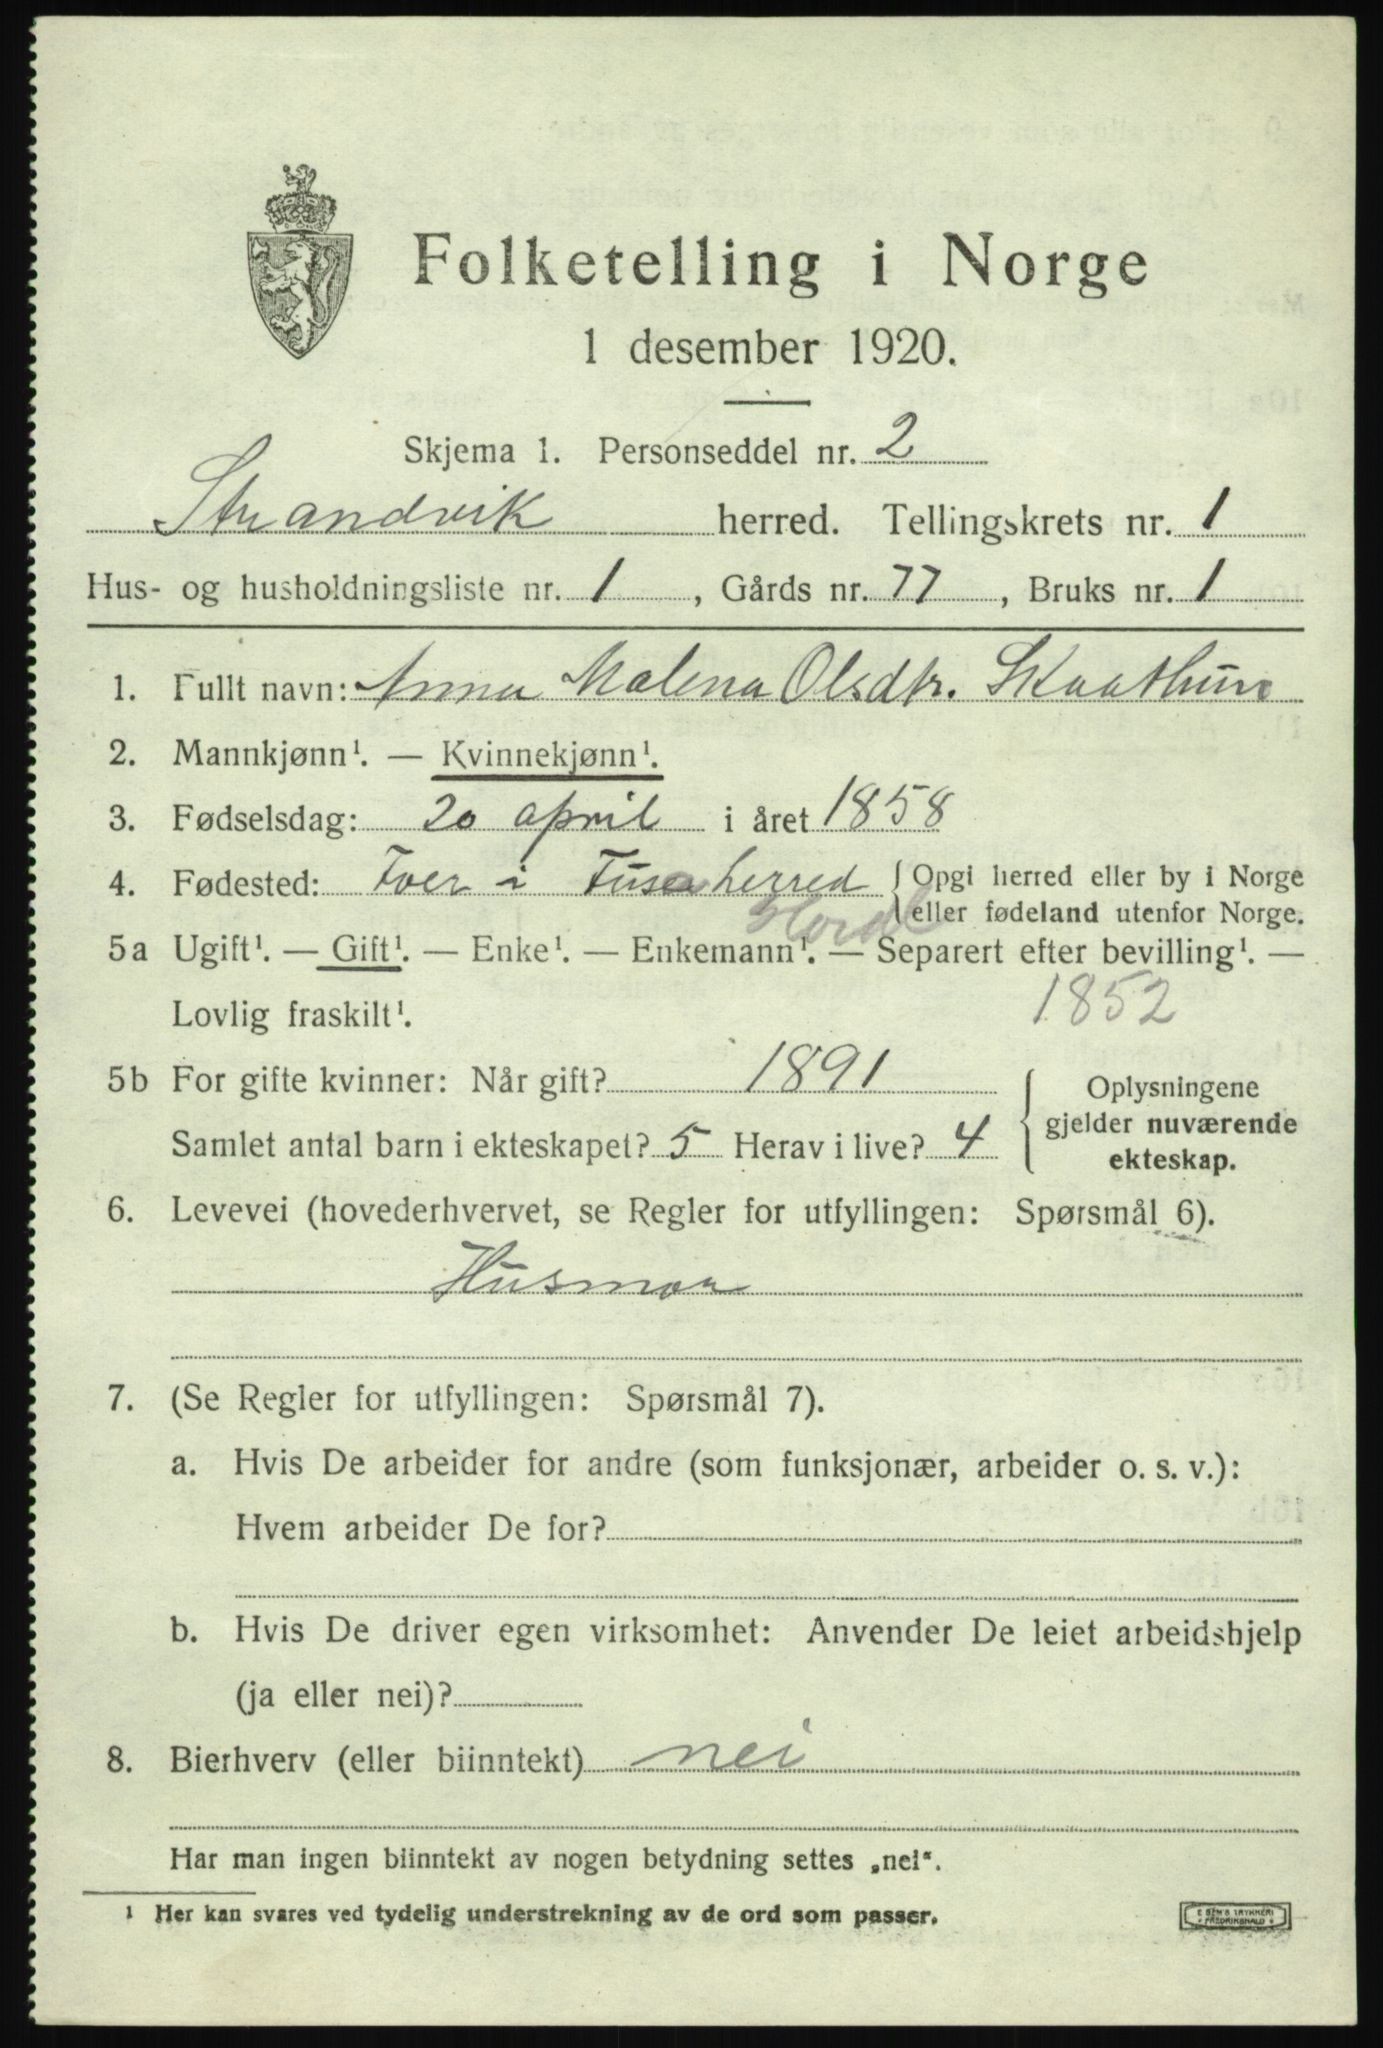 Folketelling i Norge
1 desember 1920.
Skjema 1. Personseddel nr. 2
Strandvik herred. Tellingskrets nr. 1
Hus- og husholdningsliste nr. 1, Gårds nr. 77, Bruks nr. 1
1. Fullt navn: Anna Malena Olsdtr. Skaathun
2. Mannkjønn¹. — Kvinnekjønn¹.
3. Fødselsdag: 20 april i året 1858
4. Fødested: i Fusa herred { Opgi herred eller by i Norge
eller fødeland utenfor Norge.
Hordl
5a Ugift¹. — Gift¹. — Enke¹. — Enkemann¹. — Separert efter bevilling¹. —
Lovlig fraskilt¹. 1852
5b For gifte kvinner: Når gift? 1891 { Oplysningene
Samlet antal barn i ekteskapet? 5 Herav i live? 4 gjelder nuværende
ekteskap.
6. Levevei (hovederhvervet, se Regler for utfyllingen: Spørsmål 6).
Husmor
7. (Se Regler for utfyllingen: Spørsmål 7).
a. Hvis De arbeider for andre (som funksjonær, arbeider o. s. v.):
Hvem arbeider De for?
b. Hvis De driver egen virksomhet: Anvender De leiet arbeidshjelp
(ja eller nei)?
8. Bierhverv (eller biinntekt) nei
Har man ingen biinntekt av nogen betydning settes „nei“.
¹ Her kan svares ved tydelig understrekning av de ord som passer.
E SEM'S TRYKKERI
FREDRIKSHALD